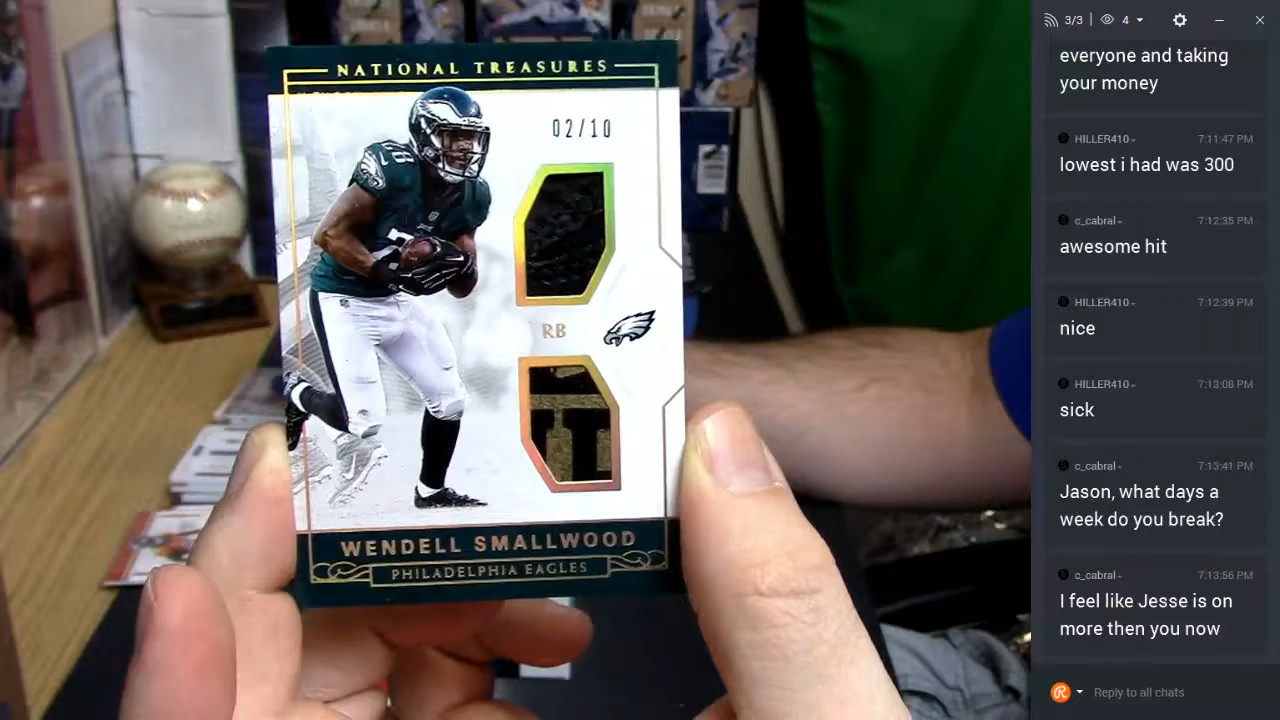 NATIONAL TREASURES
02/10
RB
WENDELL SMALLWOOD
PHILADELPHIA EAGLES
3/3
4
everyone and taking
your money
HILLER410
7:11:47 PM
lowest i had was 300
c_cabral
7:12:35 PM
awesome hit
HILLER410
7:12:39 PM
nice
HILLER410
7:13:08 PM
sick
c_cabral
7:13:41 PM
Jason, what days a
week do you break?
c_cabral
7:13:56 PM
I feel like Jesse is on
more then you now
Reply to all chats